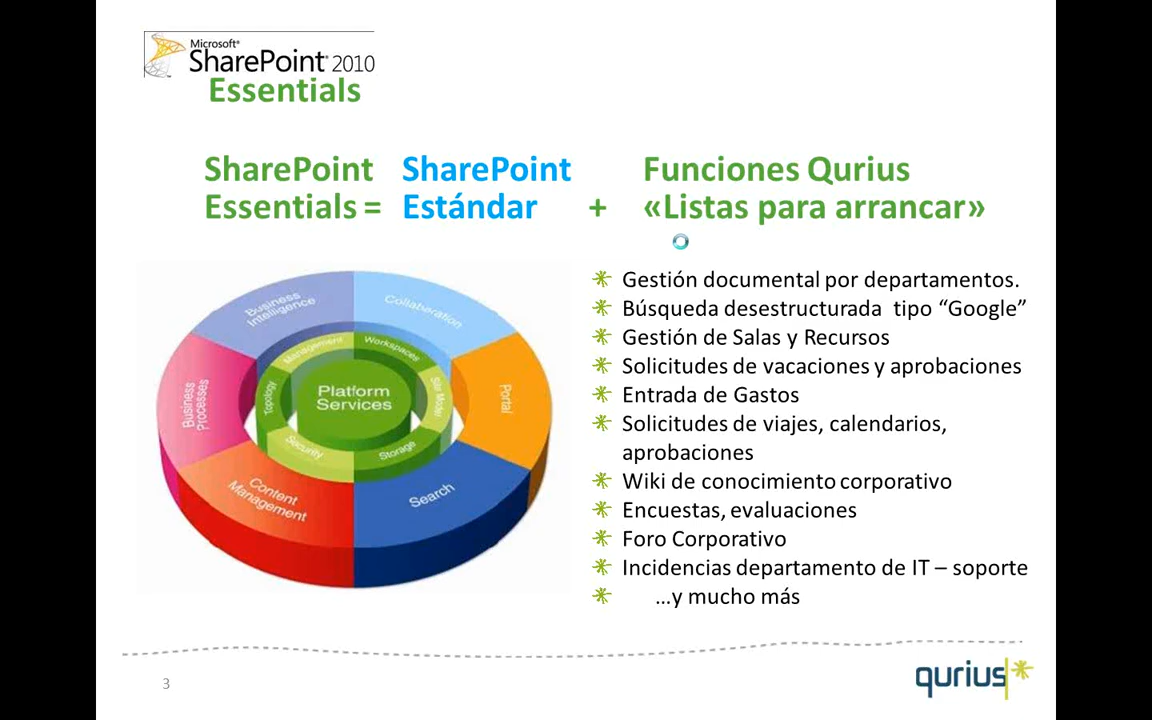 Microsoft®
SharePoint® 2010
Essentials
SharePoint
Essentials =
SharePoint
Estándar
+
Funciones Qurius
«Listas para arrancar»
Business
Intelligence
Collaboration
Business
Processes
Portal
Content
Management
Search
Management
Workspaces
Topology
Site Model
Security
Storage
Platform
Services
Gestión documental por departamentos.
Búsqueda desestructurada tipo “Google”
Gestión de Salas y Recursos
Solicitudes de vacaciones y aprobaciones
Entrada de Gastos
Solicitudes de viajes, calendarios,
aprobaciones
Wiki de conocimiento corporativo
Encuestas, evaluaciones
Foro Corporativo
Incidencias departamento de IT – soporte
…y mucho más
3
qurius